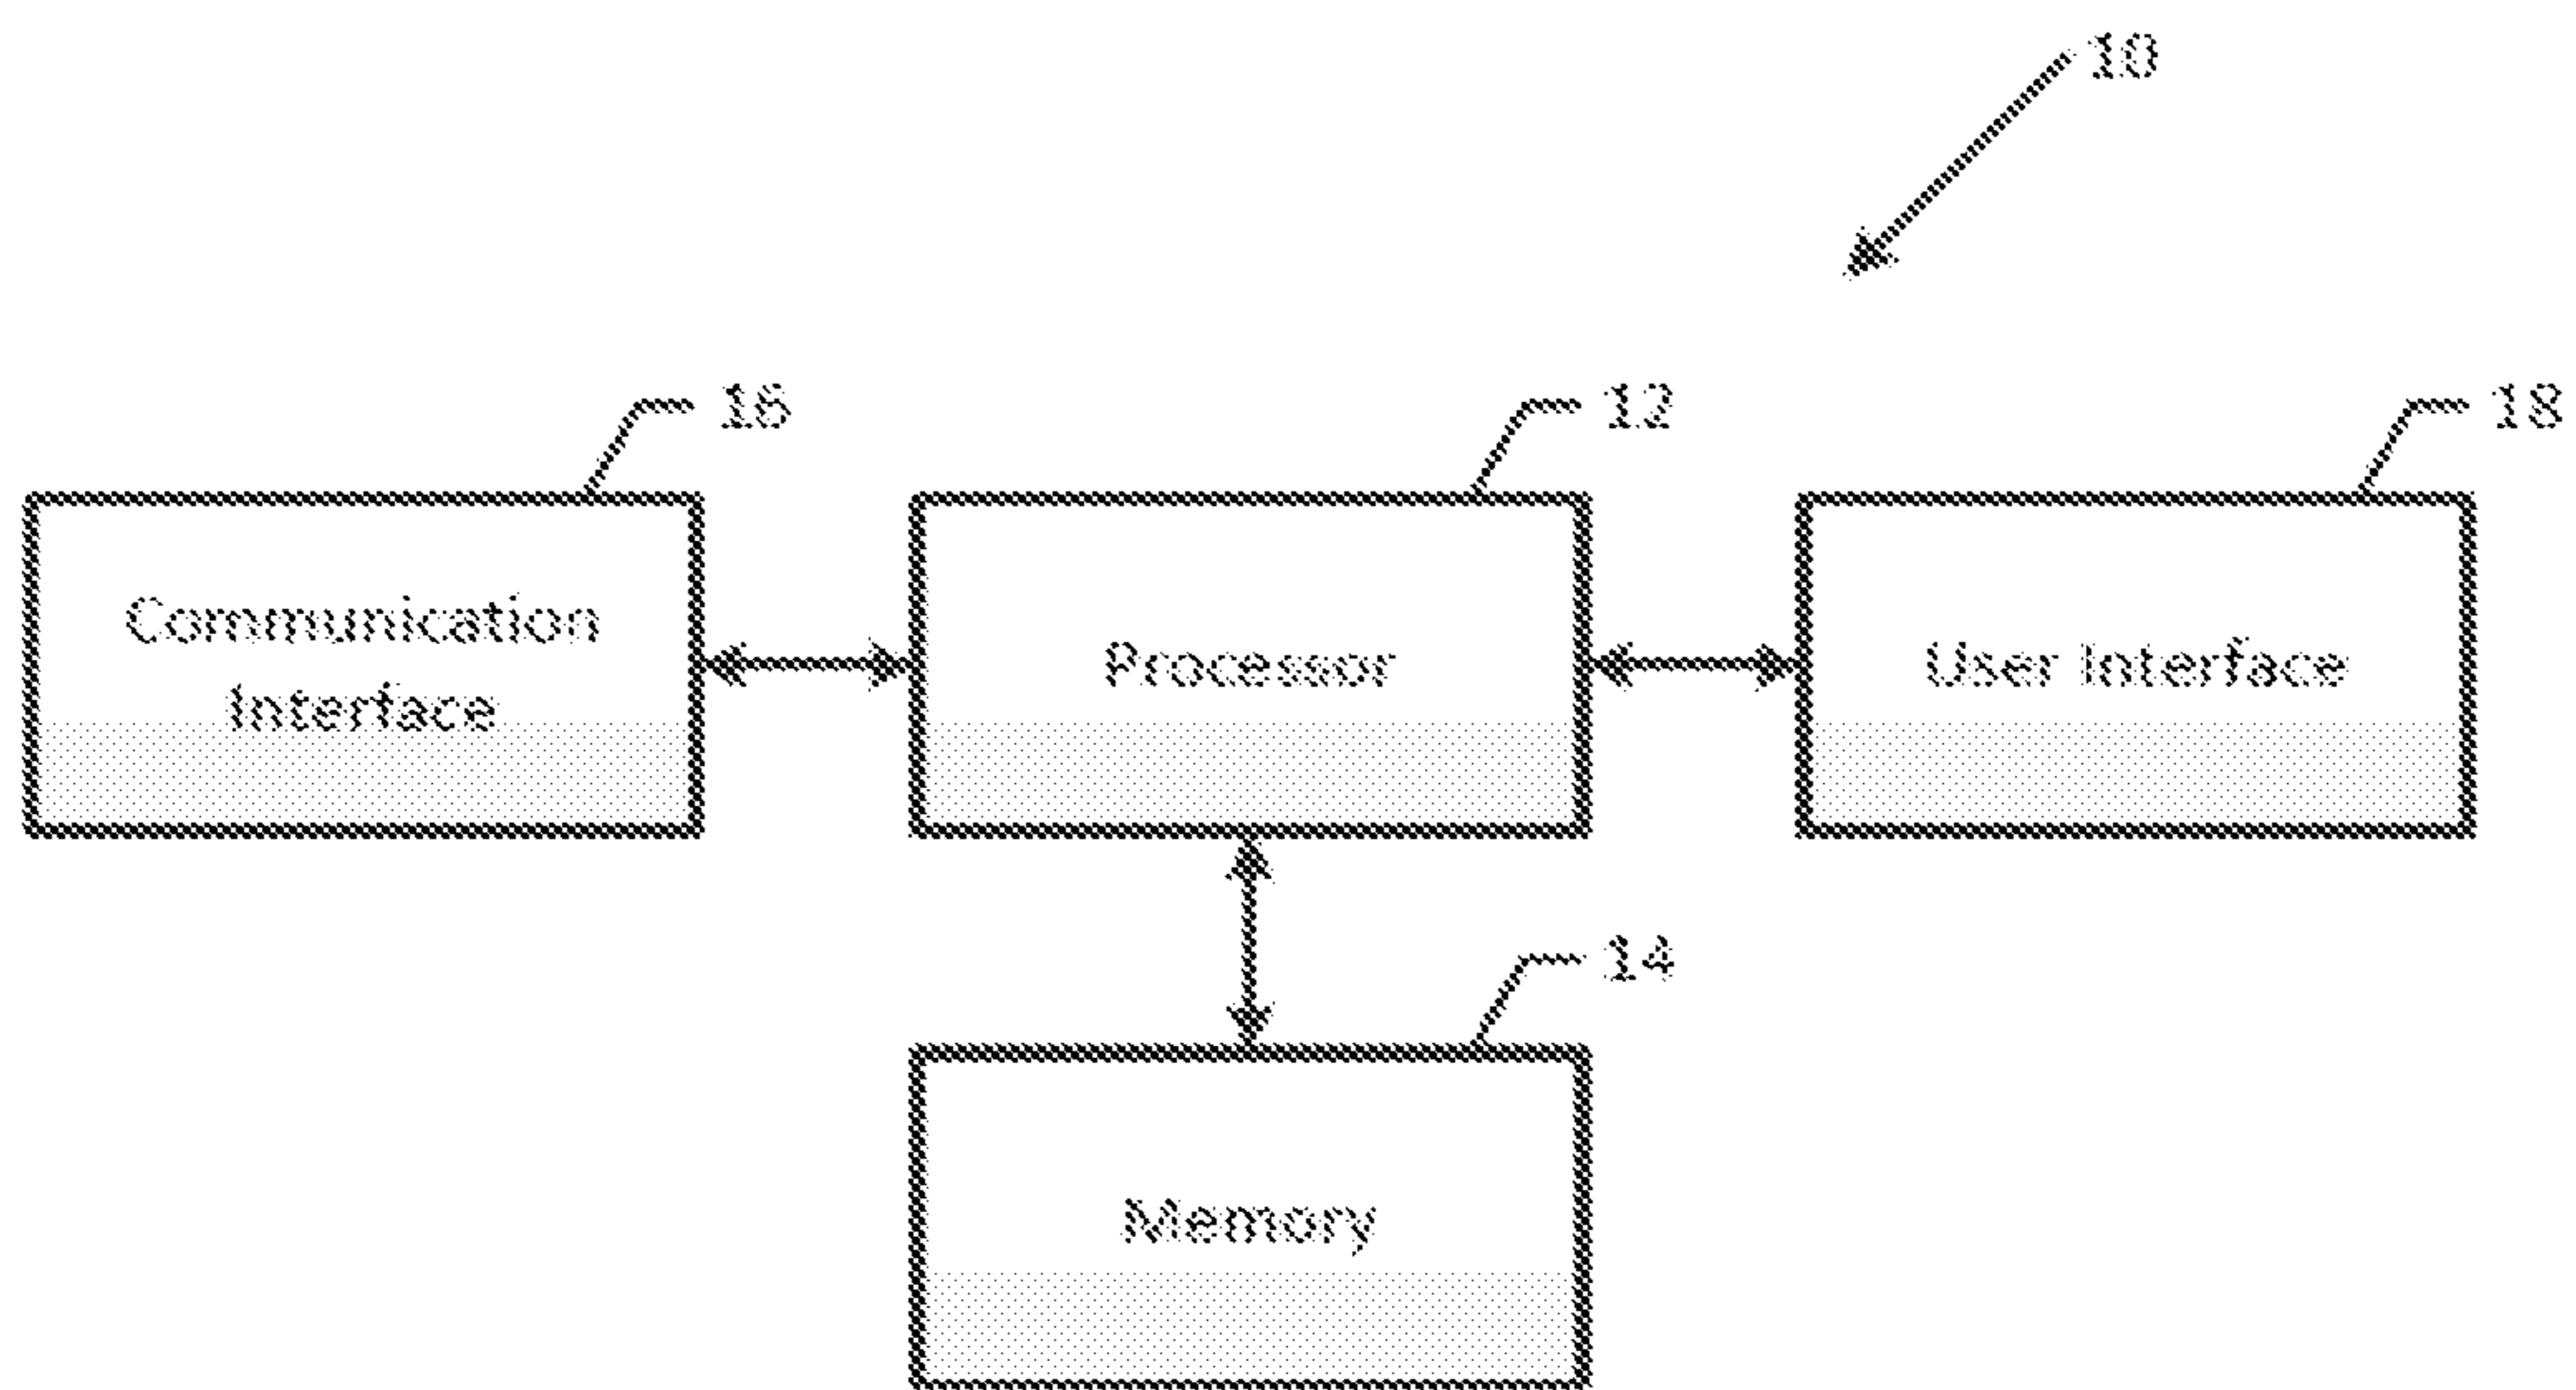 10
16
12
18
Communication
Interface
Processor
User Interface
14
Memory